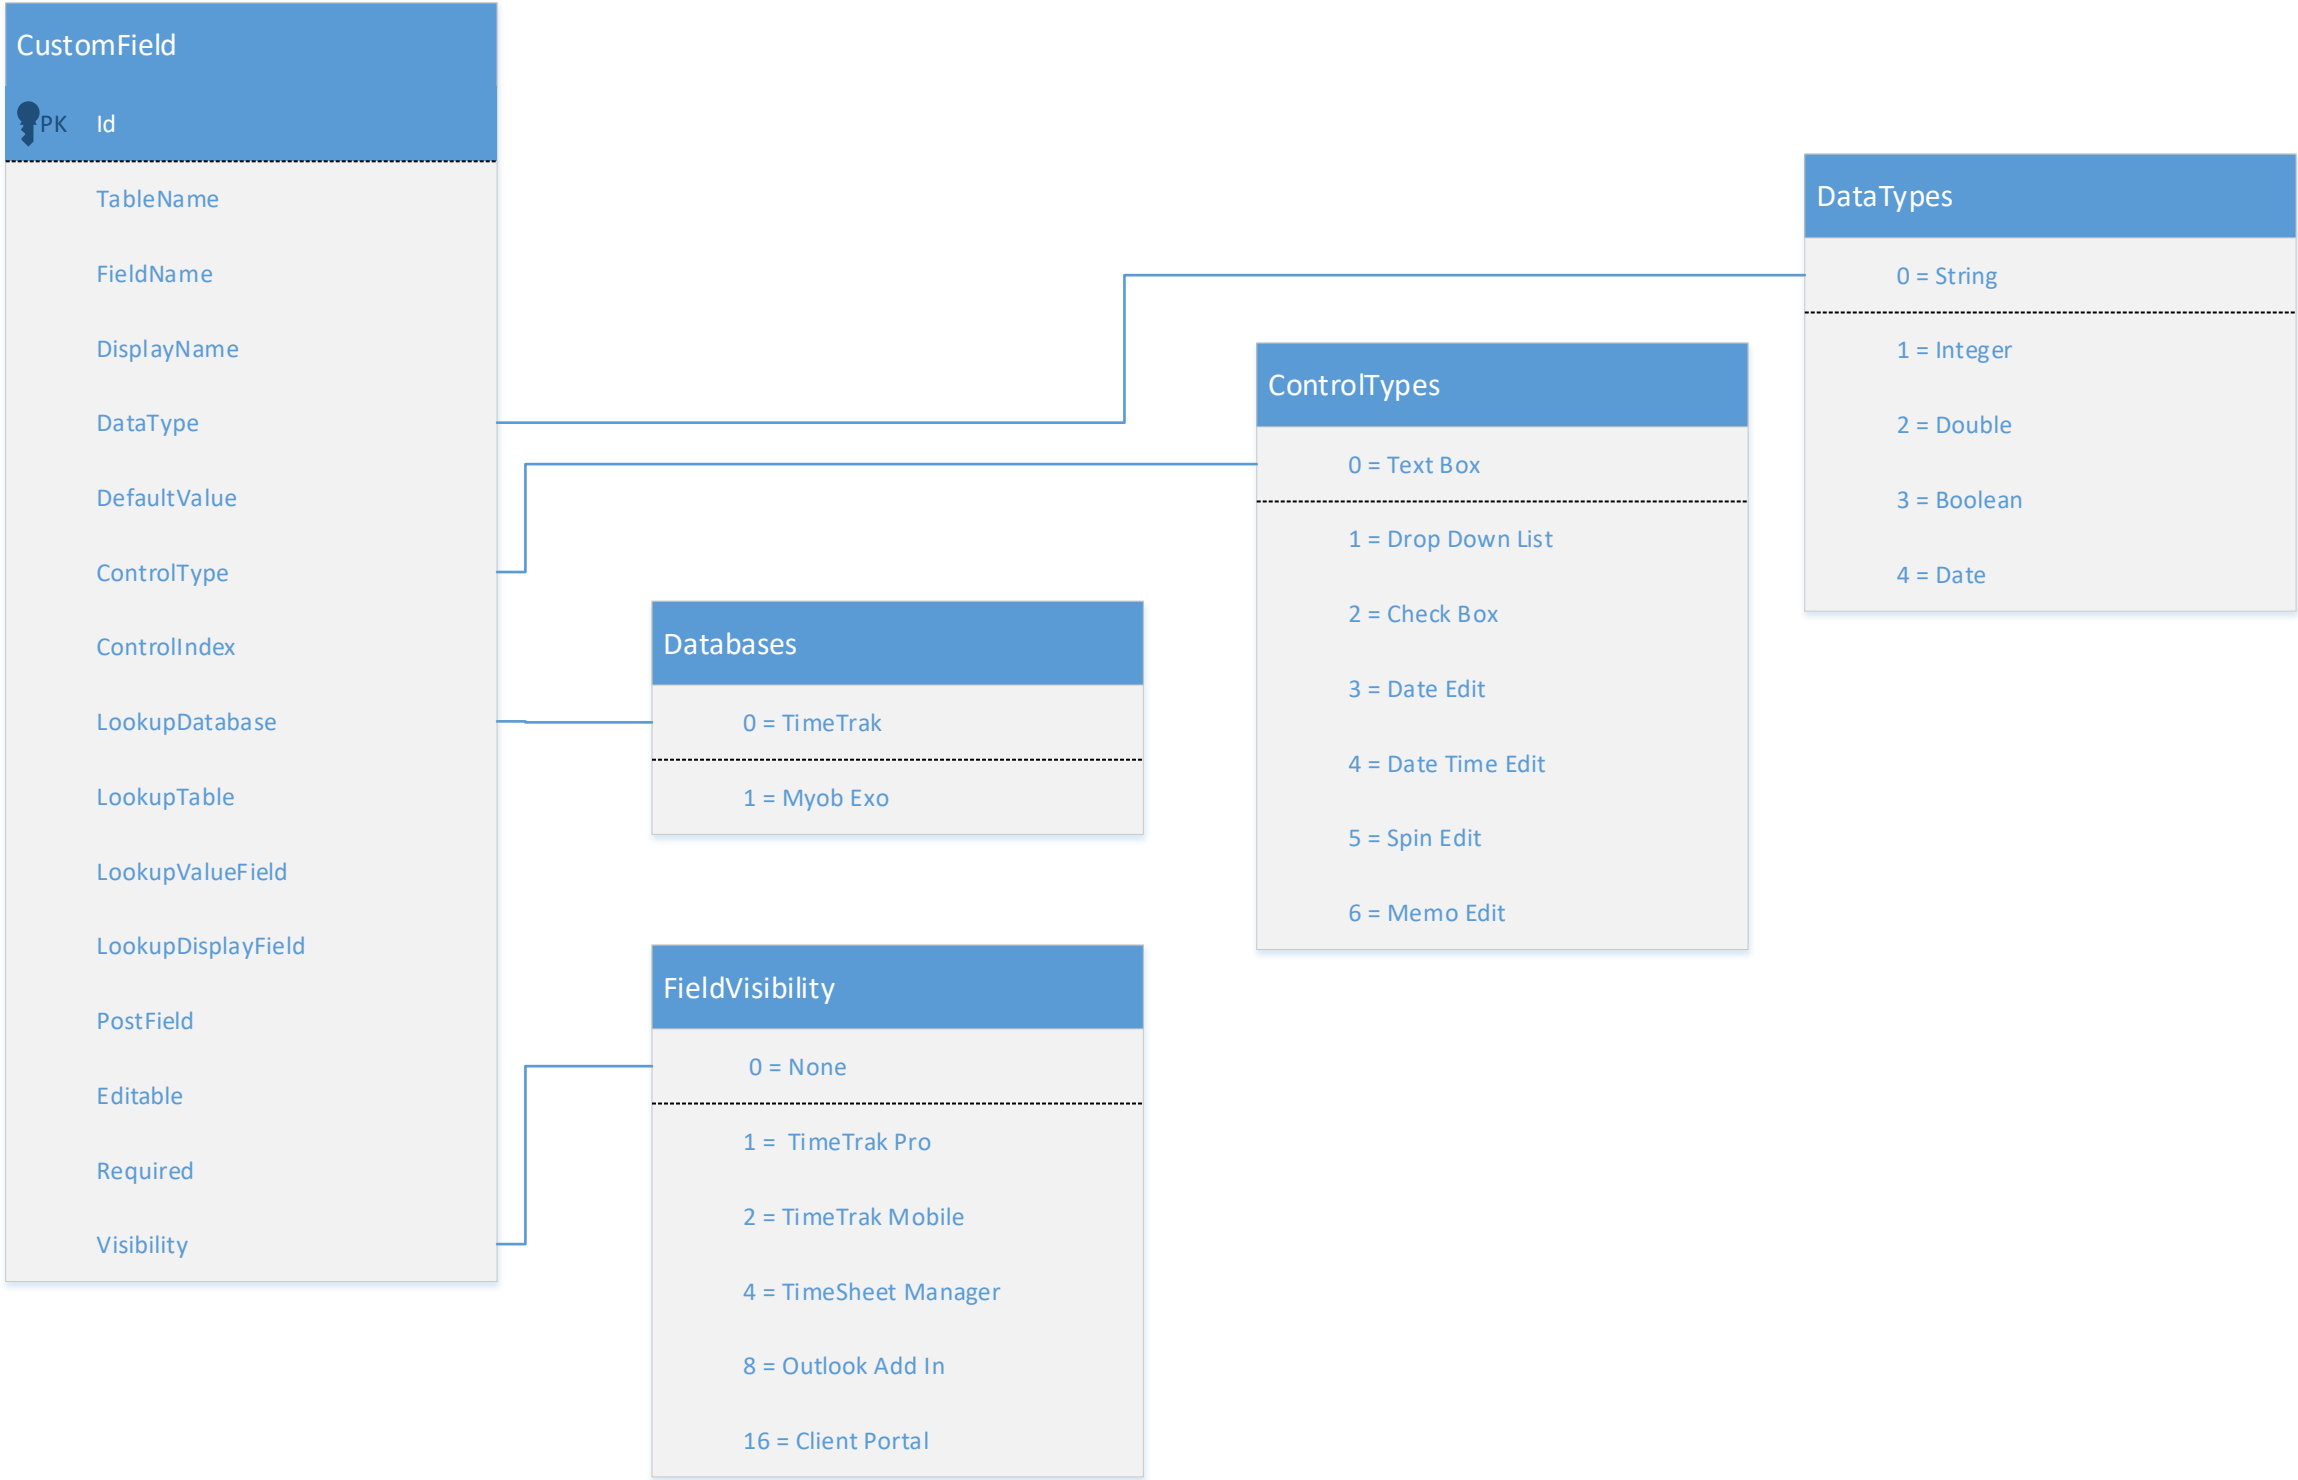 CustomField
PK Id
TableName
FieldName
DisplayName
DataType
DefaultValue
ControlType
ControlIndex
LookupDatabase
LookupTable
LookupValueField
LookupDisplayField
PostField
Editable
Required
Visibility
Databases
0 = TimeTrak
1 = Myob Exo
FieldVisibility
0 = None
1 =  TimeTrak Pro
2 = TimeTrak Mobile
4 = TimeSheet Manager
8 = Outlook Add In
16 = Client Portal
ControlTypes
0 = Text Box
1 = Drop Down List
2 = Check Box
3 = Date Edit
4 = Date Time Edit
5 = Spin Edit
6 = Memo Edit
DataTypes
0 = String
1 = Integer
2 = Double
3 = Boolean
4 = Date